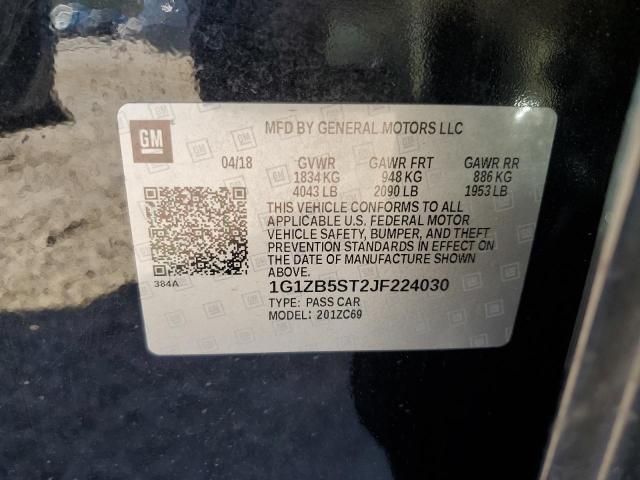 GM
MFD BY GENERAL MOTORS LLC
04/18 GVWR GAWR FRT GAWR RR
1834 KG 948 KG 886 KG
4043 LB 2090 LB 1953 LB
THIS VEHICLE CONFORMS TO ALL
APPLICABLE U.S. FEDERAL MOTOR
VEHICLE SAFETY, BUMPER, AND THEFT
PREVENTION STANDARDS IN EFFECT ON
THE DATE OF MANUFACTURE SHOWN
ABOVE.
384A
1G1ZB5ST2JF224030
TYPE: PASS CAR
MODEL: 201ZC69